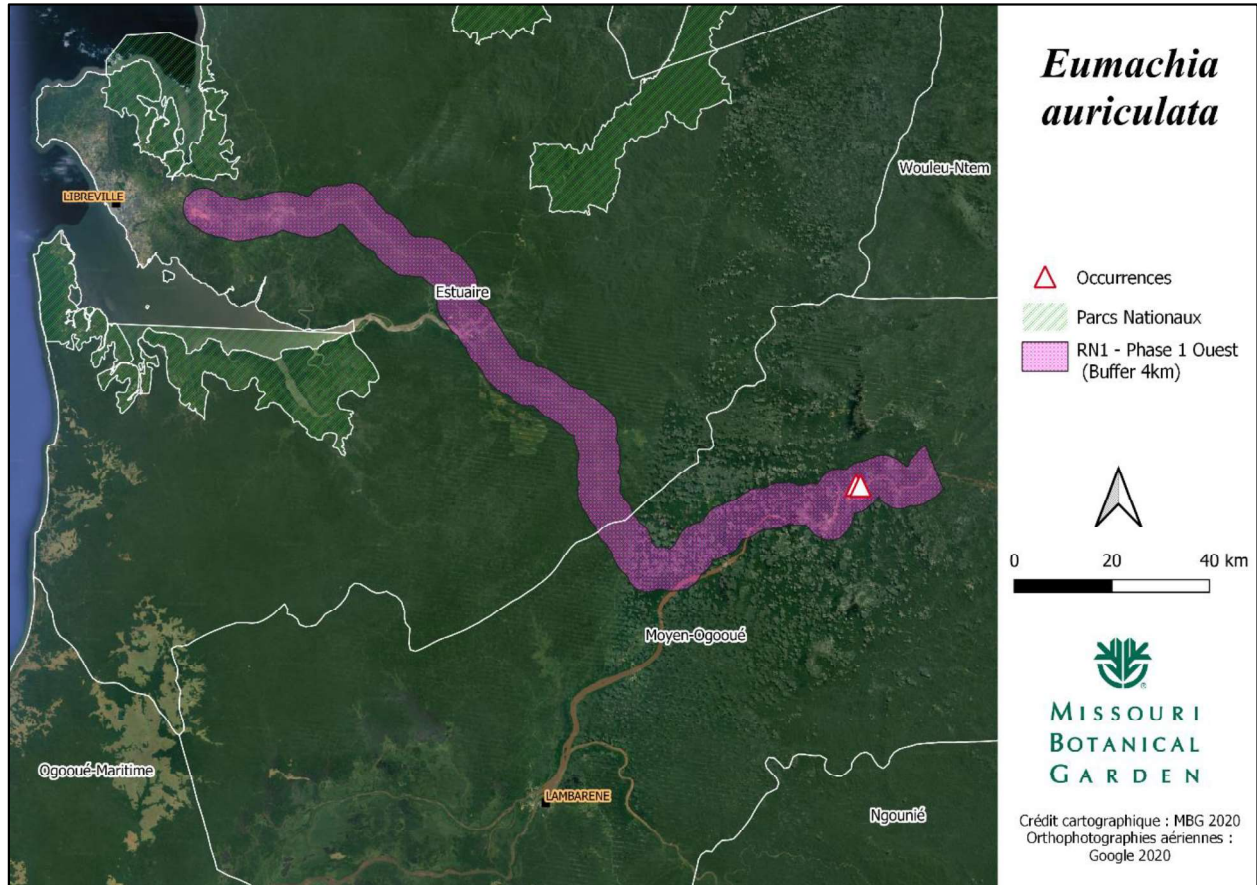 Eumachia
auriculata
Wouleu-Ntem
LIBREVILLE
Estuaire
Moyen-Ogooué
Ogooué-Maritime
LAMBARENE
Ngounié
Occurrences
Parcs Nationaux
RN1 - Phase 1 Ouest
(Buffer 4km)
0 20 40 km
MISSOURI
BOTANICAL
GARDEN
Crédit cartographique : MBG 2020
Orthophotographies aériennes :
Google 2020